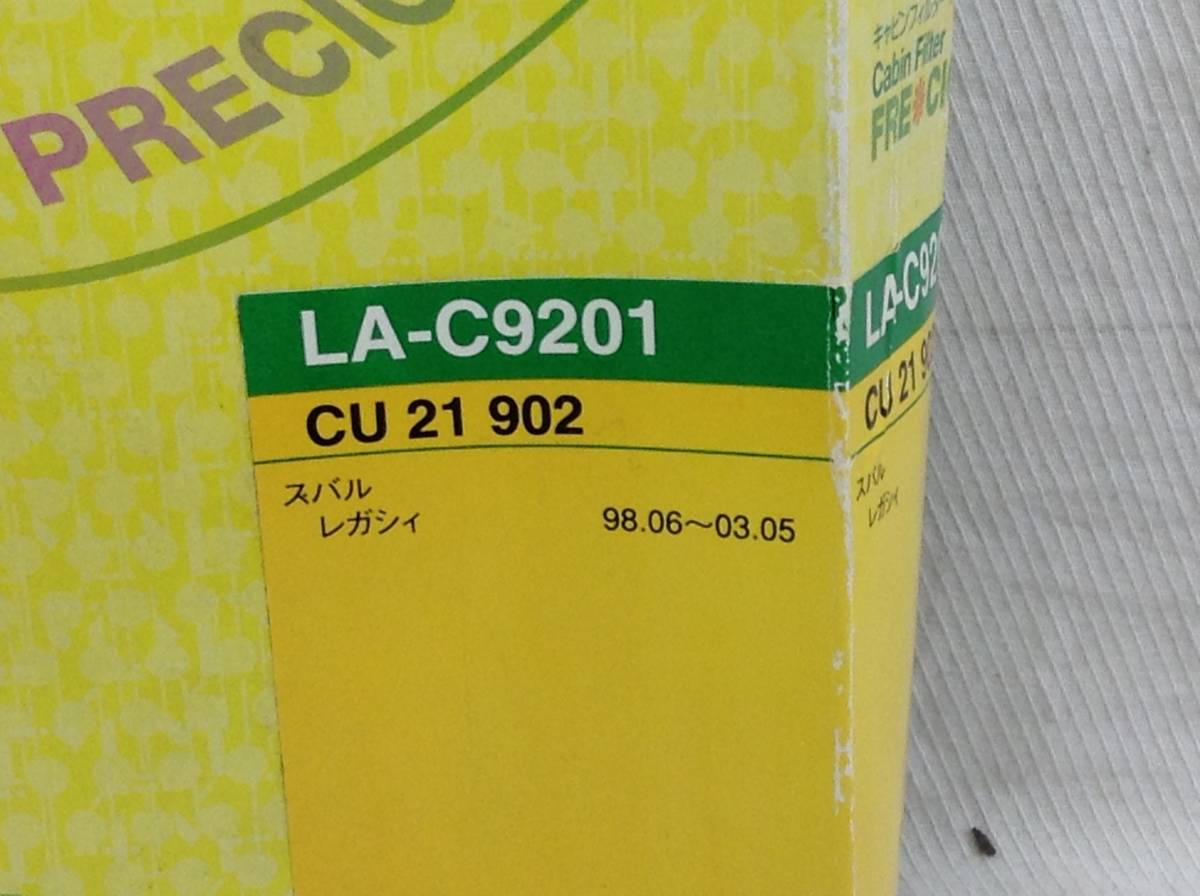 PRECIO
LA-C9201
CU 21 902
スバル
レガシィ 98.06～03.05
キャビンフィルター
Cabin Filter
FRE
LA-C92
CU 21 9
スバル
レガシィ